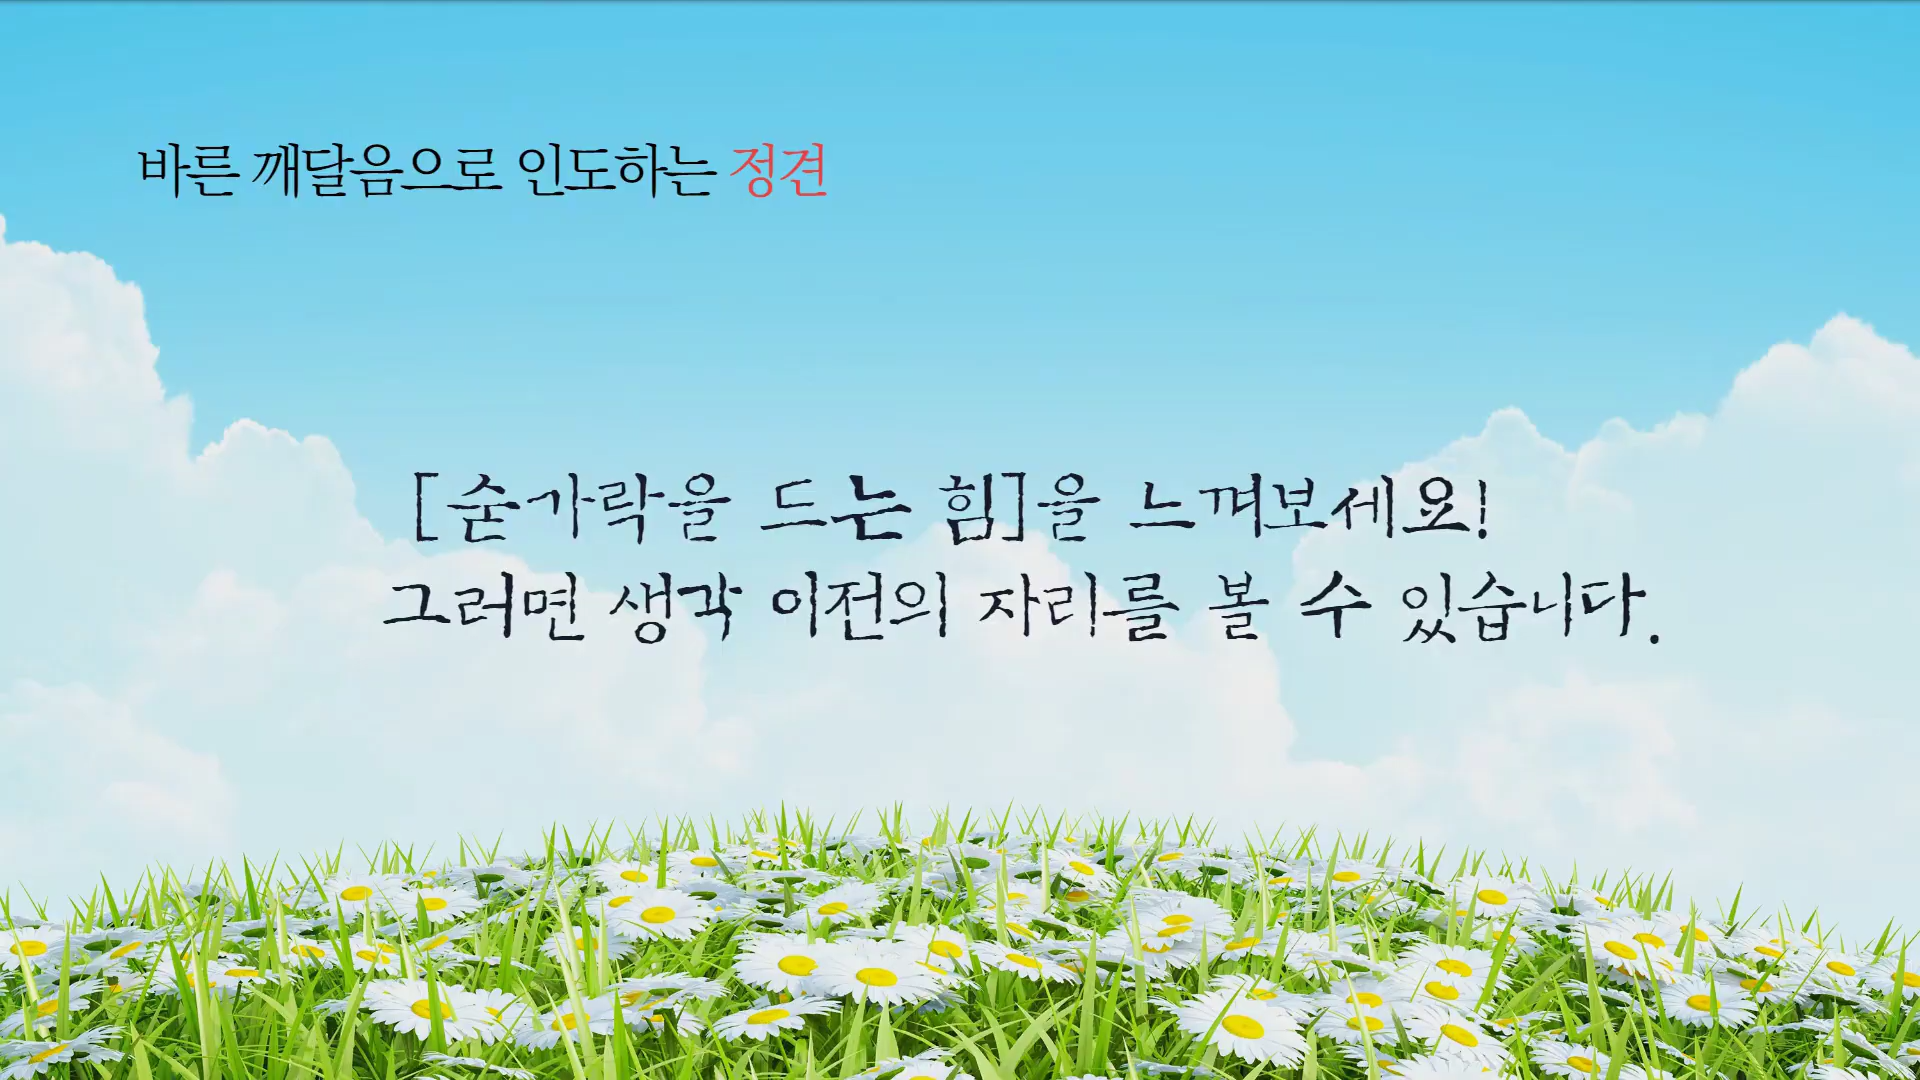 바른 깨달음으로 인도하는 정견
[숟가락을 드는 힘]을 느껴보세요!
그러면 생각 이전의 자리를 볼 수 있습니다.